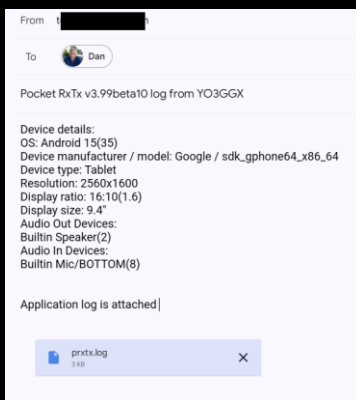 From
To Dan
Pocket RxTx v3.99beta10 log from YO3GGX
Device details:
OS: Android 15(35)
Device manufacturer / model: Google / sdk_gphone64_x86_64
Device type: Tablet
Resolution: 2560x1600
Display ratio: 16:10(1.6)
Display size: 9.4"
Audio Out Devices:
Builtin Speaker(2)
Audio In Devices:
Builtin Mic/BOTTOM(8)
Application log is attached
prxtx.log
3 KB